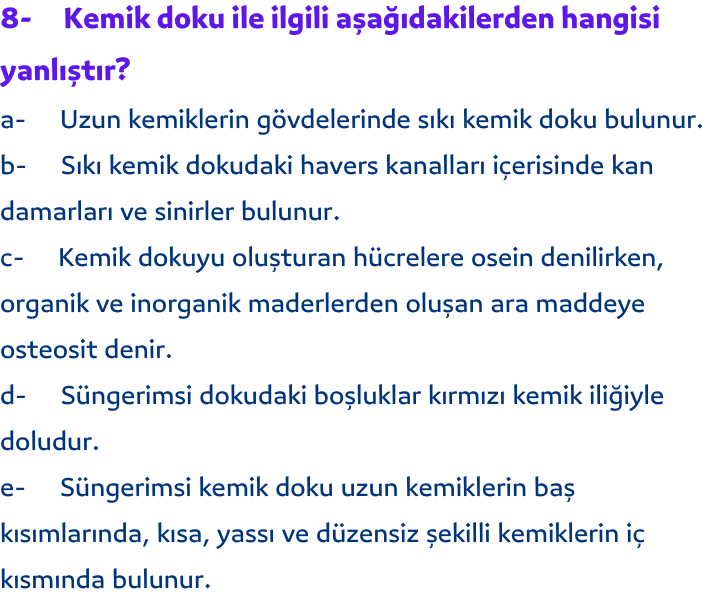 8- Kemik doku ile ilgili aşağıdakilerden hangisi
yanlıştır?
a- Uzun kemiklerin gövdelerinde sıkı kemik doku bulunur.
b- Sıkı kemik dokudaki havers kanalları içerisinde kan
damarları ve sinirler bulunur.
c- Kemik dokuyu oluşturan hücrelere osein denilirken,
organik ve inorganik maderlerden oluşan ara maddeye
osteosit denir.
d- Süngerimsi dokudaki boşluklar kırmızı kemik iliğiyle
doludur.
e- Süngerimsi kemik doku uzun kemiklerin baş
kısımlarında, kısa, yassı ve düzensiz şekilli kemiklerin iç
kısmında bulunur.